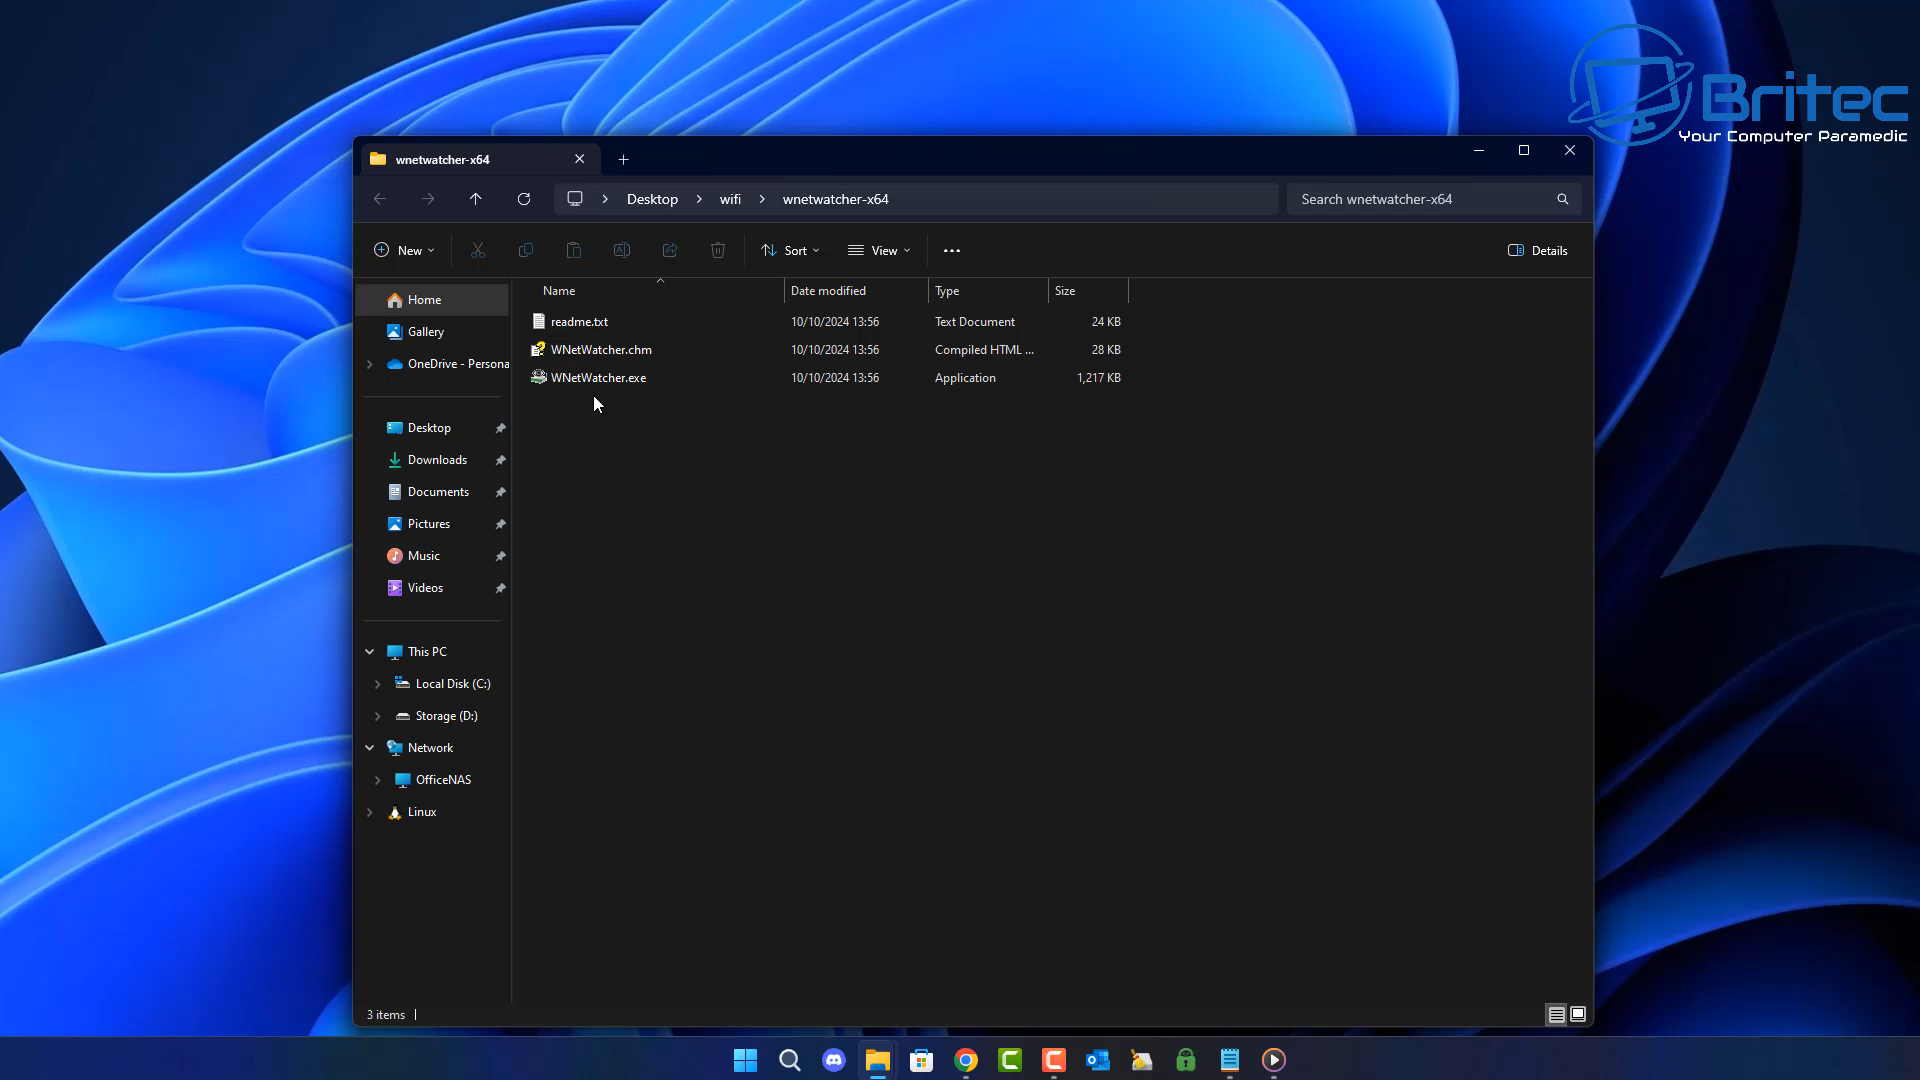 Britec
Your Computer Paramedic
wnetwatcher-x64
Desktop > wifi > wnetwatcher-x64
Search wnetwatcher-x64
New
Sort
View
Details
Name
Date modified
Type
Size
Home
Gallery
OneDrive - Persona
Desktop
Downloads
Documents
Pictures
Music
Videos
This PC
Local Disk (C:)
Storage (D:)
Network
OfficeNAS
Linux
readme.txt 10/10/2024 13:56 Text Document 24 KB
WNetWatcher.chm 10/10/2024 13:56 Compiled HTML ... 28 KB
WNetWatcher.exe 10/10/2024 13:56 Application 1,217 KB
3 items